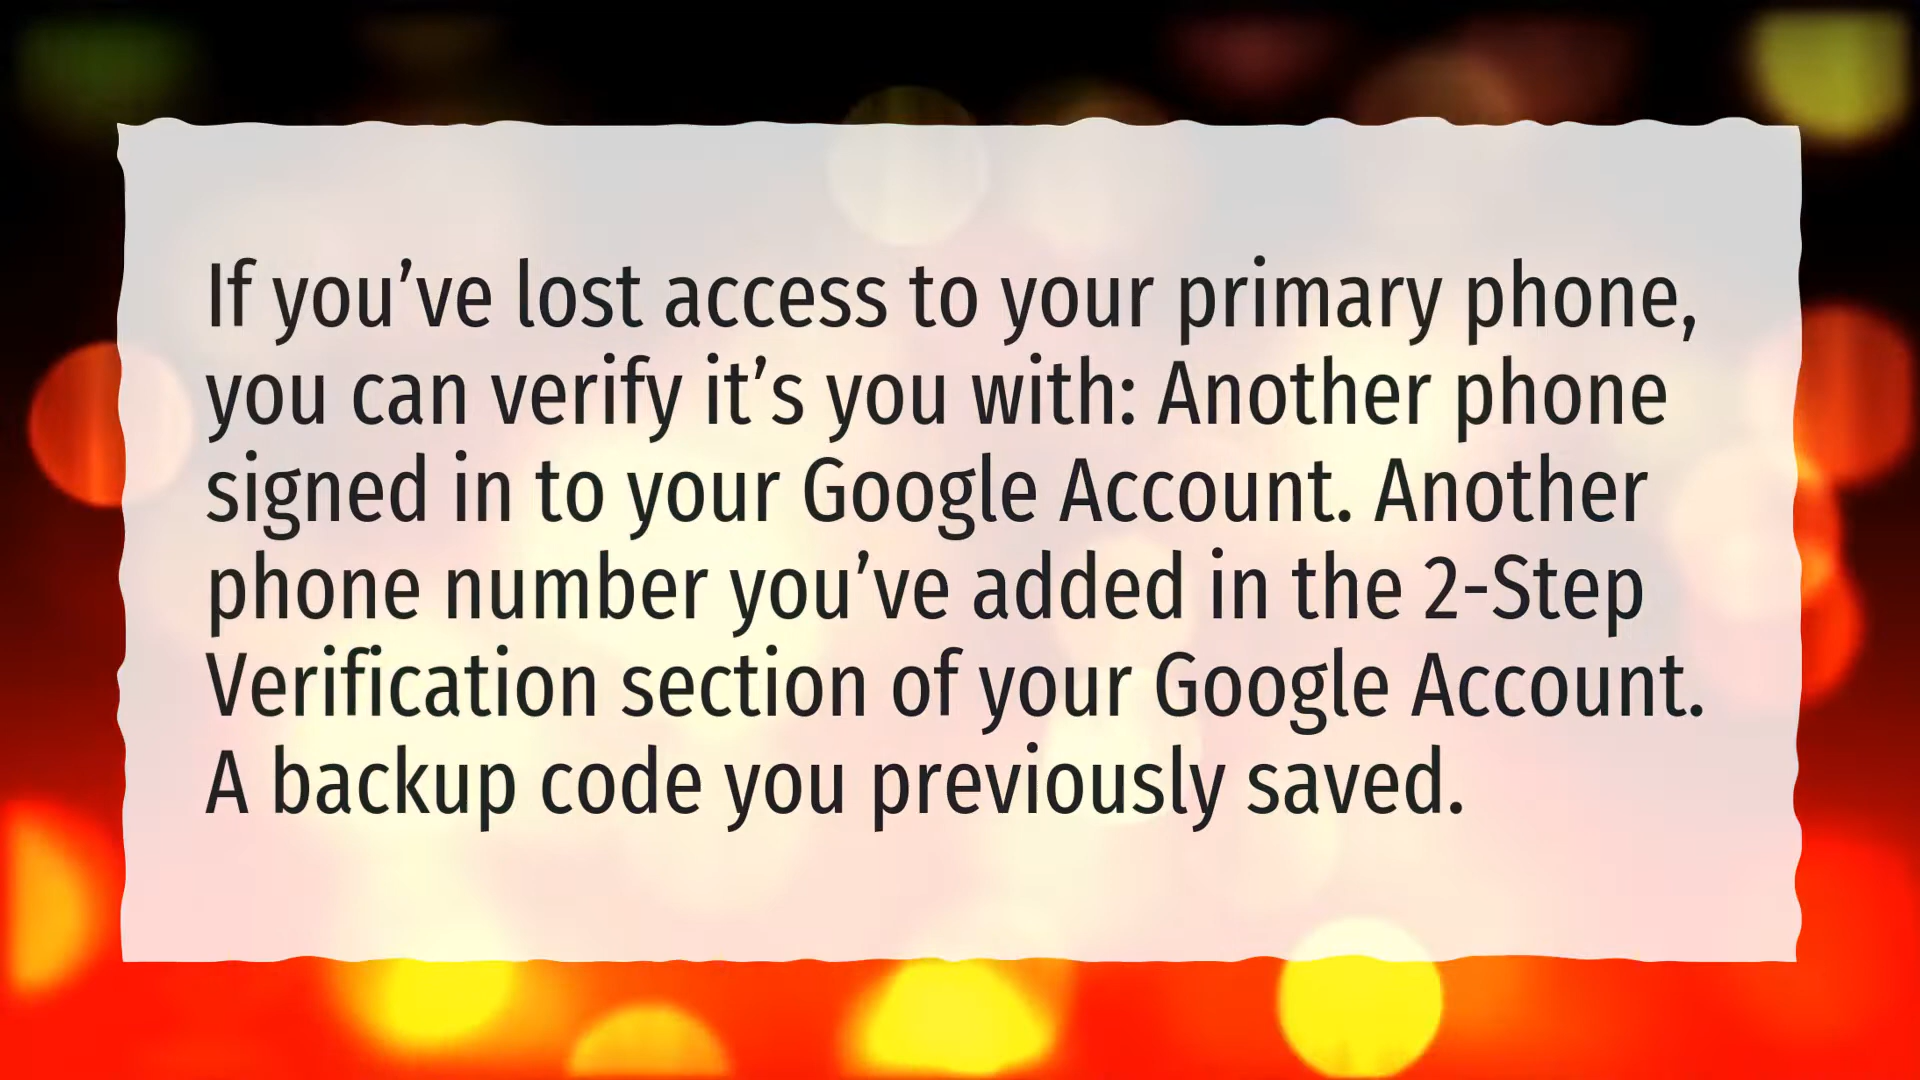 If you’ve lost access to your primary phone,
you can verify it’s you with: Another phone
signed in to your Google Account. Another
phone number you’ve added in the 2-Step
Verification section of your Google Account.
A backup code you previously saved.